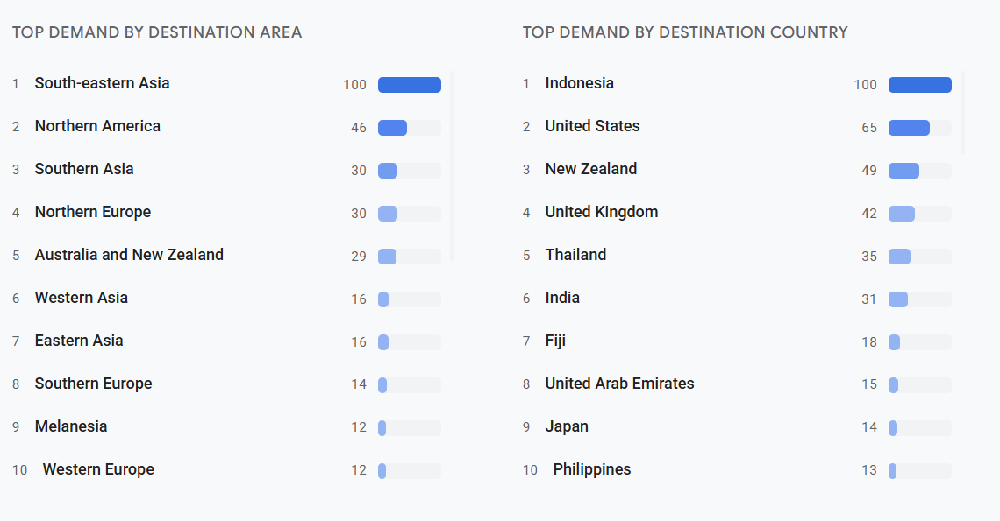 TOP DEMAND BY DESTINATION AREA
1 South-eastern Asia 100
2 Northern America 46
3 Southern Asia 30
4 Northern Europe 30
5 Australia and New Zealand 29
6 Western Asia 16
7 Eastern Asia 16
8 Southern Europe 14
9 Melanesia 12
10 Western Europe 12
TOP DEMAND BY DESTINATION COUNTRY
1 Indonesia 100
2 United States 65
3 New Zealand 49
4 United Kingdom 42
5 Thailand 35
6 India 31
7 Fiji 18
8 United Arab Emirates 15
9 Japan 14
10 Philippines 13